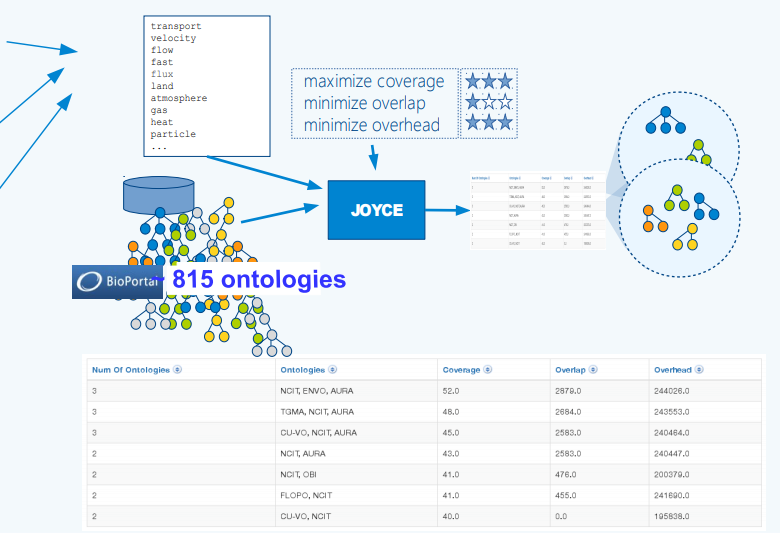 transport
velocity
flow
fast
flux
land
atmosphere
gas
heat
particle
...
maximize coverage
minimize overlap
minimize overhead
JOYCE
BioPortal
~ 815 ontologies
Num Of Ontologies Ontologies Coverage Overlap Overhead
3 NCIT, ENVO, AURA 52.0 2879.0 244026.0
3 TGMA, NCIT, AURA 48.0 2684.0 243553.0
3 CU-VO, NCIT, AURA 45.0 2583.0 240464.0
2 NCIT, AURA 43.0 2583.0 240447.0
2 NCIT, OBI 41.0 476.0 200379.0
2 FLOPO, NCIT 41.0 455.0 241690.0
2 CU-VO, NCIT 40.0 0.0 195838.0